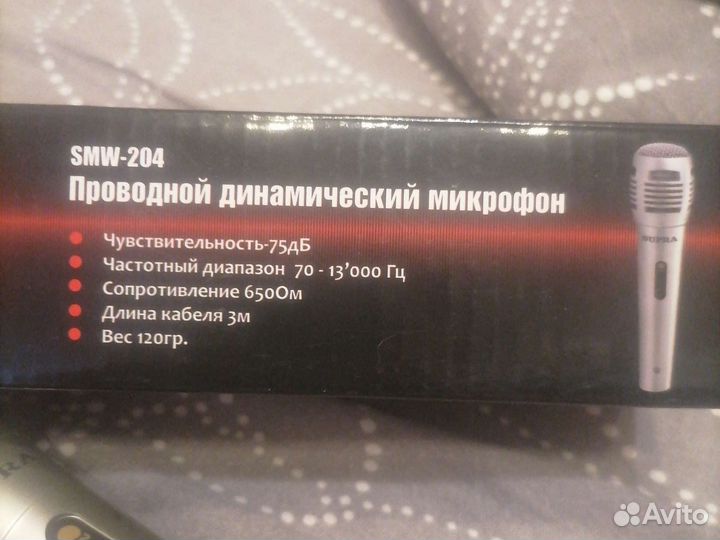 SMW-204
Проводной динамический микрофон
Чувствительность-75дБ
Частотный диапазон 70 - 13'000 Гц
Сопротивление 650Ом
Длина кабеля 3м
Вес 120гр.
SUPRA
RA
Avito